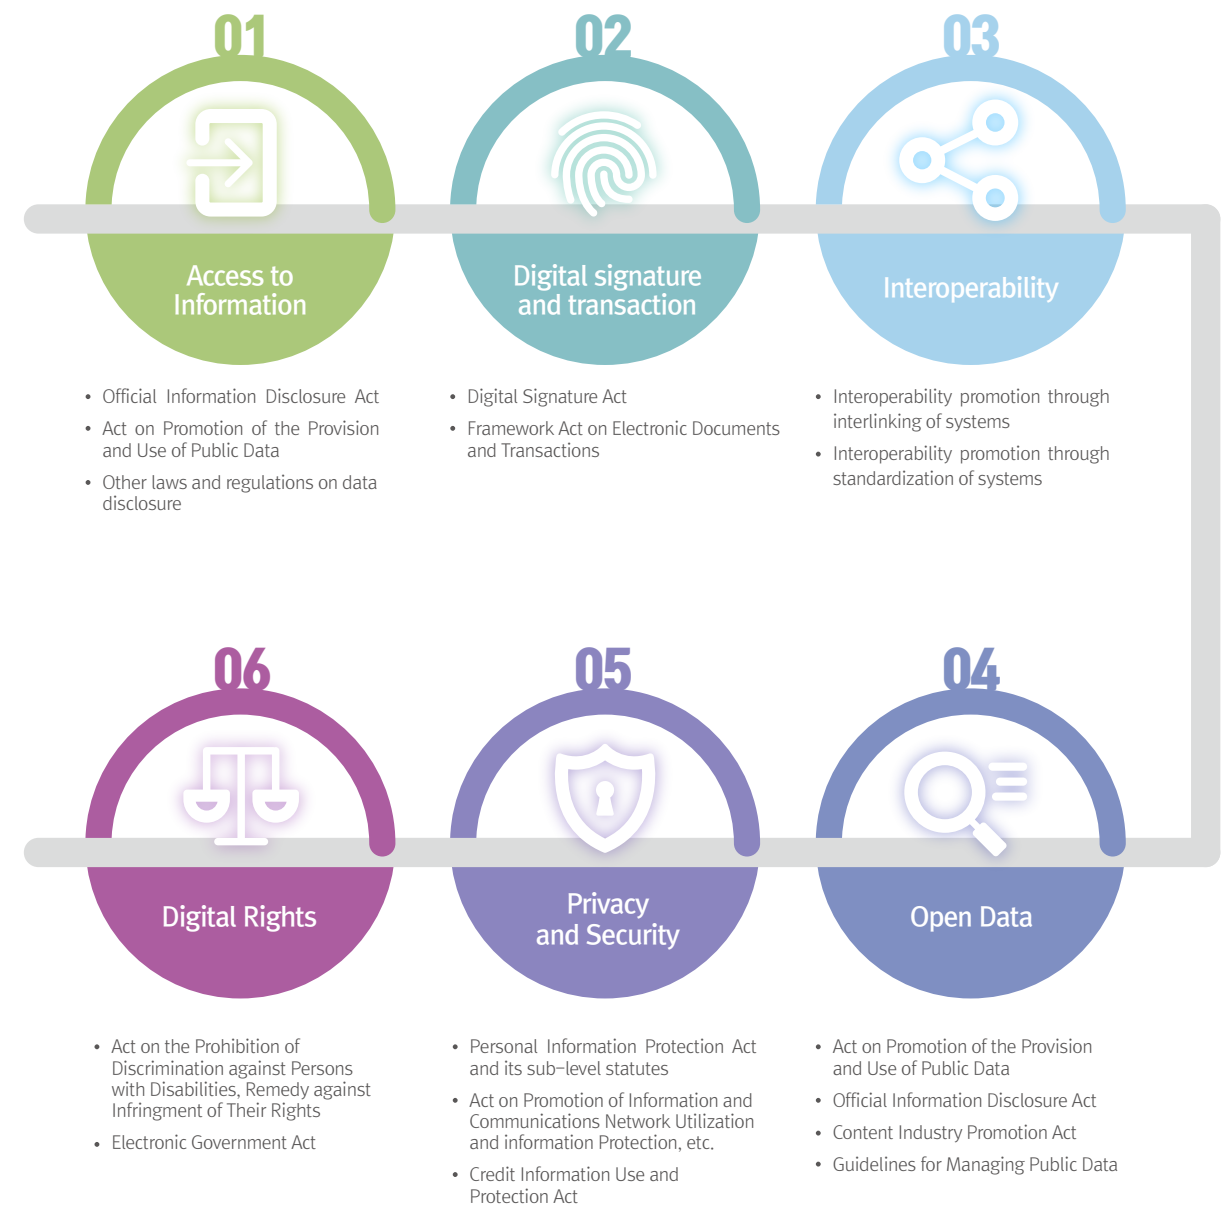 01
Access to
Information
• Official Information Disclosure Act
• Act on Promotion of the Provision
and Use of Public Data
• Other laws and regulations on data
disclosure
02
Digital signature
and transaction
• Digital Signature Act
• Framework Act on Electronic Documents
and Transactions
03
Interoperability
• Interoperability promotion through
interlinking of systems
• Interoperability promotion through
standardization of systems
04
Open Data
• Act on Promotion of the Provision
and Use of Public Data
• Official Information Disclosure Act
• Content Industry Promotion Act
• Guidelines for Managing Public Data
05
Privacy
and Security
• Personal Information Protection Act
and its sub-level statutes
• Act on Promotion of Information and
Communications Network Utilization
and information Protection, etc.
• Credit Information Use and
Protection Act
06
Digital Rights
• Act on the Prohibition of
Discrimination against Persons
with Disabilities, Remedy against
Infringment of Their Rights
• Electronic Government Act